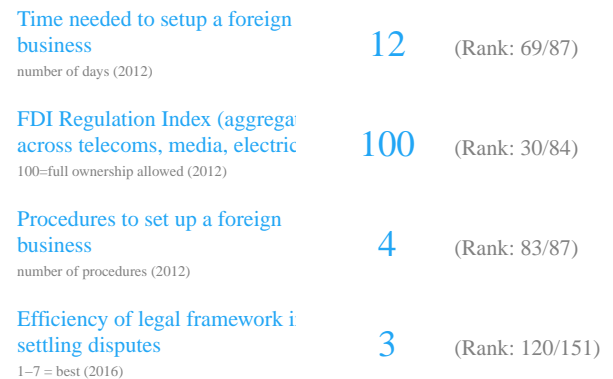 Time needed to setup a foreign
business
12 (Rank: 69/87)
number of days (2012)
FDI Regulation Index (aggregat
across telecoms, media, electric
100 (Rank: 30/84)
100=full ownership allowed (2012)
Procedures to set up a foreign
business
4 (Rank: 83/87)
number of procedures (2012)
Efficiency of legal framework i
settling disputes
3 (Rank: 120/151)
1–7 = best (2016)